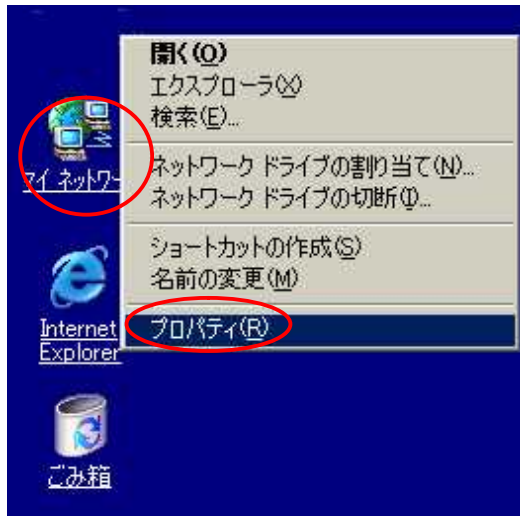 開く(O)
エクスプローラ(X)
検索(E)...
ネットワーク ドライブの割り当て(N)...
ネットワーク ドライブの切断(I)...
ショートカットの作成(S)
名前の変更(M)
プロパティ(R)
マイ ネットワー
Internet
Explorer
ごみ箱